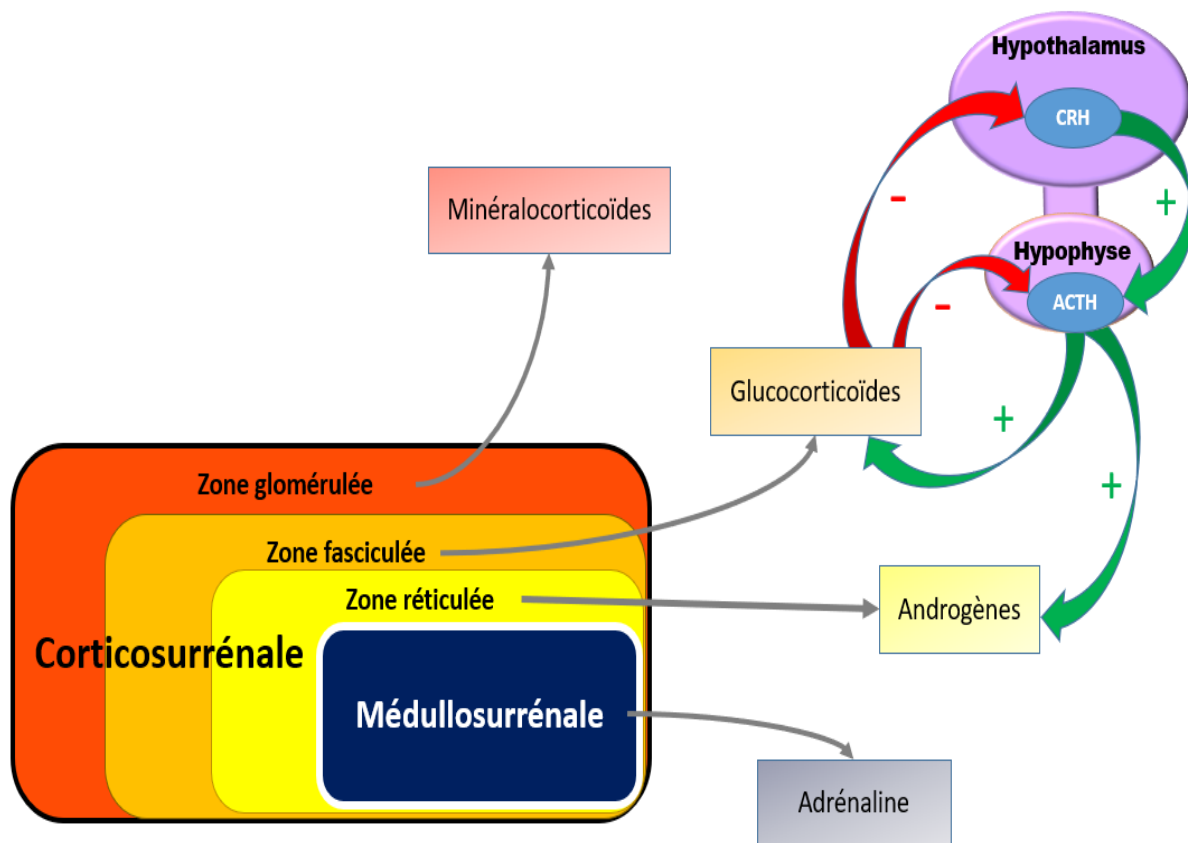 Hypothalamus
CRH
-
+
Minéralocorticoïdes
Hypophyse
ACTH
-
Glucocorticoïdes
+
+
Zone glomérulée
Zone fasciculée
Zone réticulée
Androgènes
Corticosurrénale
Médullosurrénale
Adrénaline